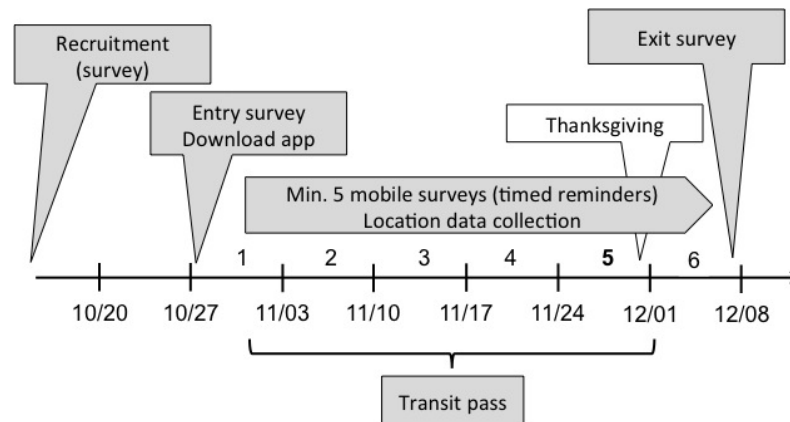 Recruitment
(survey)
Exit survey
Entry survey
Download app
Thanksgiving
Min. 5 mobile surveys (timed reminders)
Location data collection
1 2 3 4 5 6
10/20 10/27 11/03 11/10 11/17 11/24 12/01 12/08
Transit pass